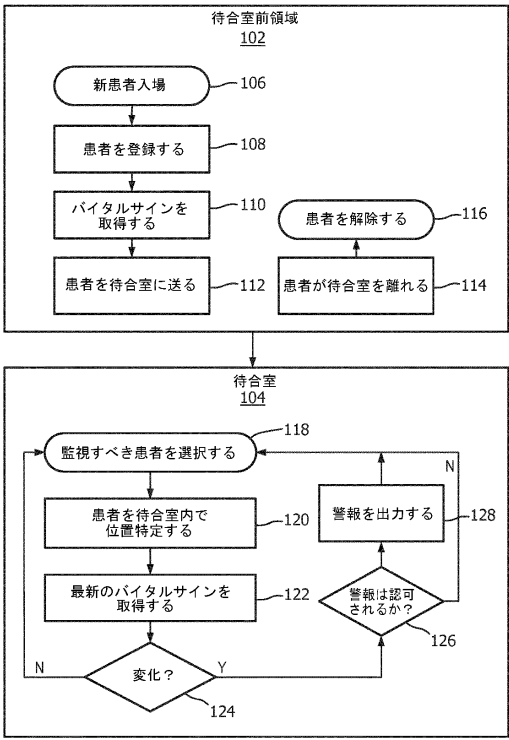 待合室前領域
102
新患者入場
106
患者を登録する
108
バイタルサインを
取得する
110
患者を待合室に送る
112
患者を解除する
116
患者が待合室を離れる
114
待合室
104
監視すべき患者を選択する
118
患者を待合室内で
位置特定する
120
最新のバイタルサインを
取得する
122
変化？
124
N
Y
警報は認可
されるか？
126
警報を出力する
128
N